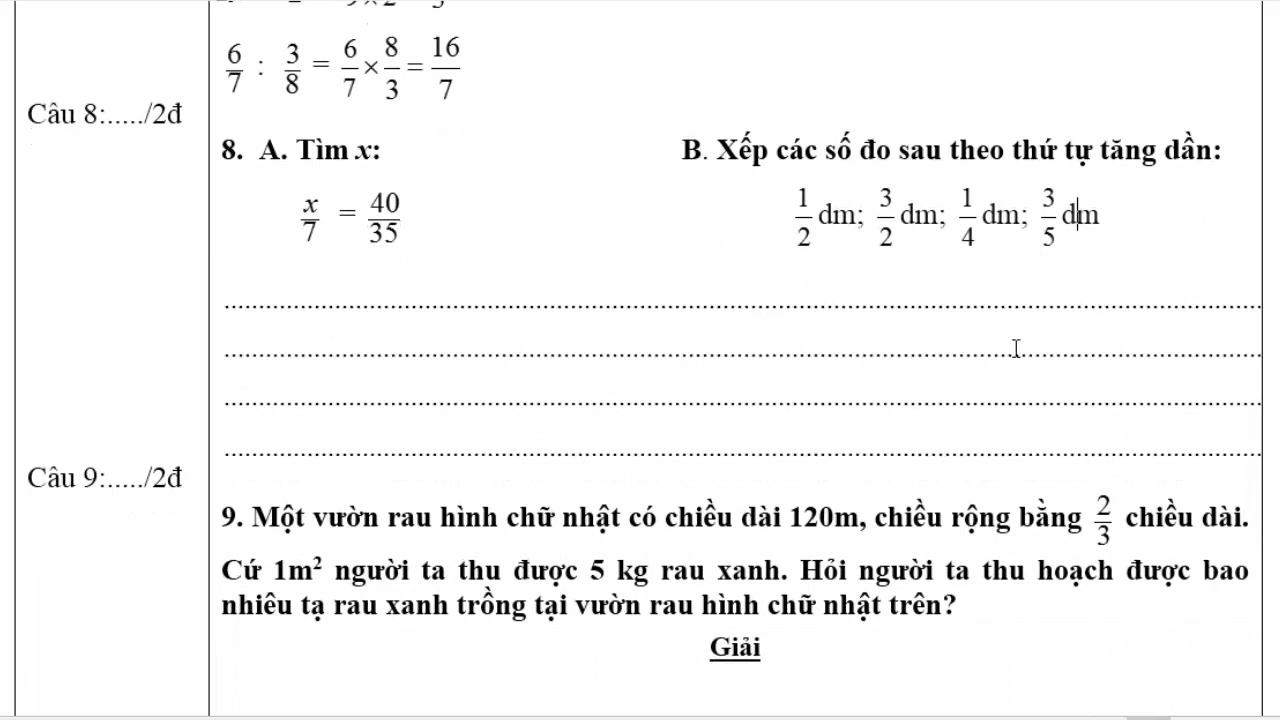 6/7 : 3/8 = 6/7 × 8/3 = 16/7
Câu 8:...../2đ
8. A. Tìm x: B. Xếp các số đo sau theo thứ tự tăng dần:
x/7 = 40/35 1/2 dm; 3/2 dm; 1/4 dm; 3/5 dm
Câu 9:...../2đ
9. Một vườn rau hình chữ nhật có chiều dài 120m, chiều rộng bằng 2/3 chiều dài.
Cứ 1m² người ta thu được 5 kg rau xanh. Hỏi người ta thu hoạch được bao
nhiêu tạ rau xanh trồng tại vườn rau hình chữ nhật trên?
Giải